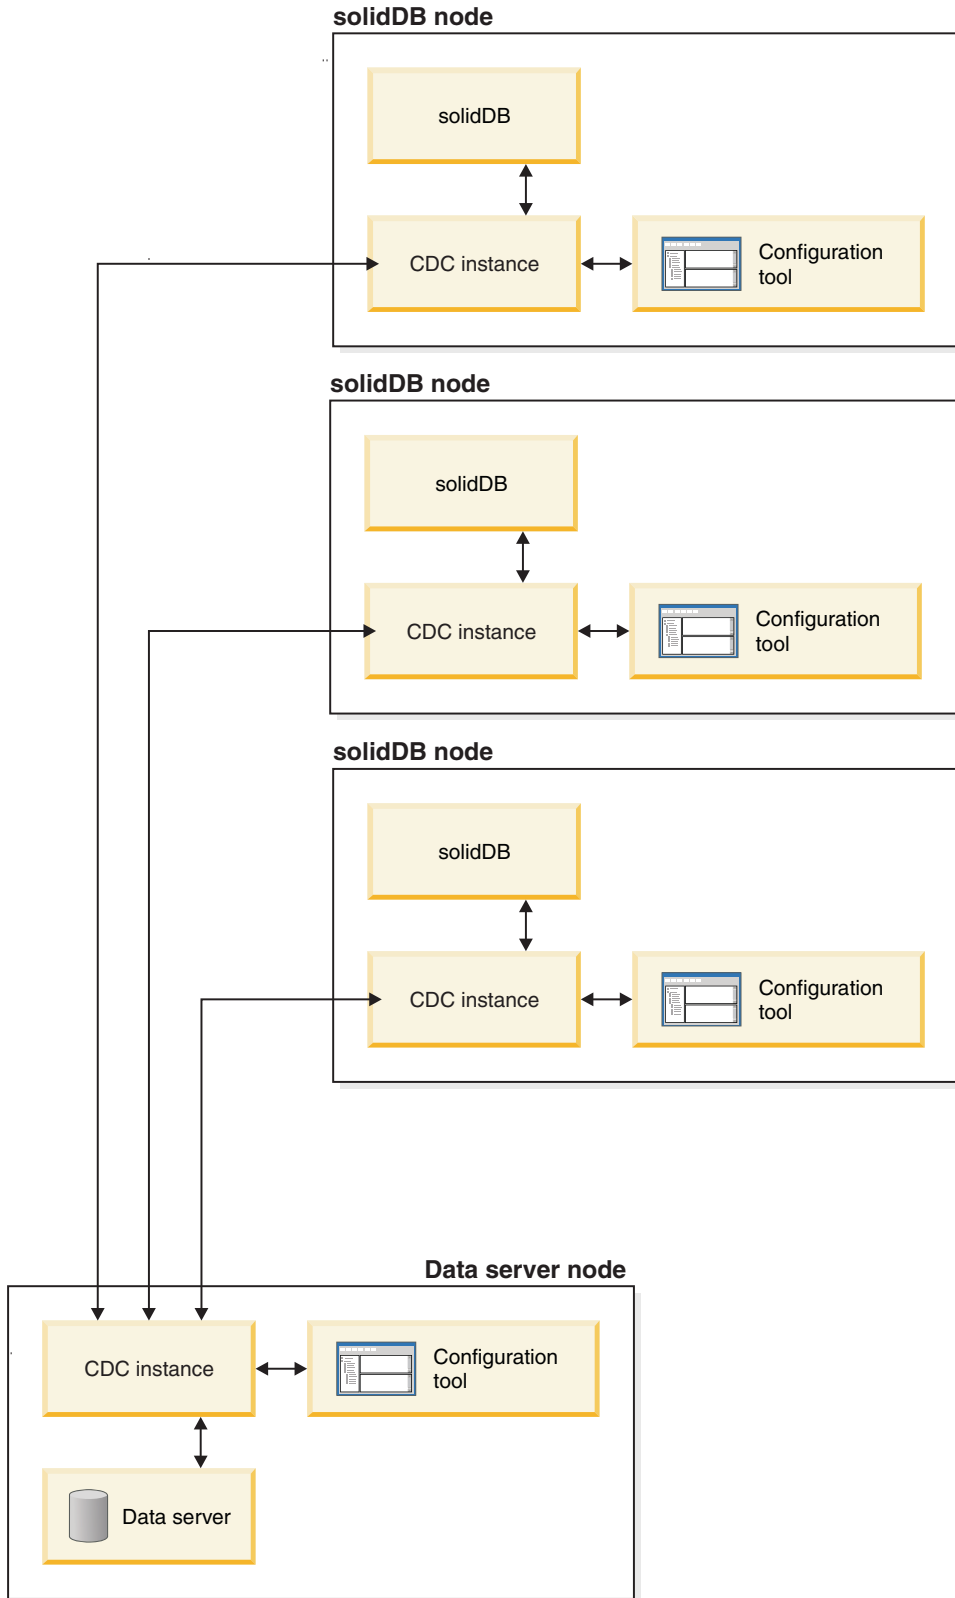 solidDB node
solidDB
CDC instance
Configuration
tool
solidDB node
solidDB
CDC instance
Configuration
tool
solidDB node
solidDB
CDC instance
Configuration
tool
Data server node
CDC instance
Configuration
tool
Data server